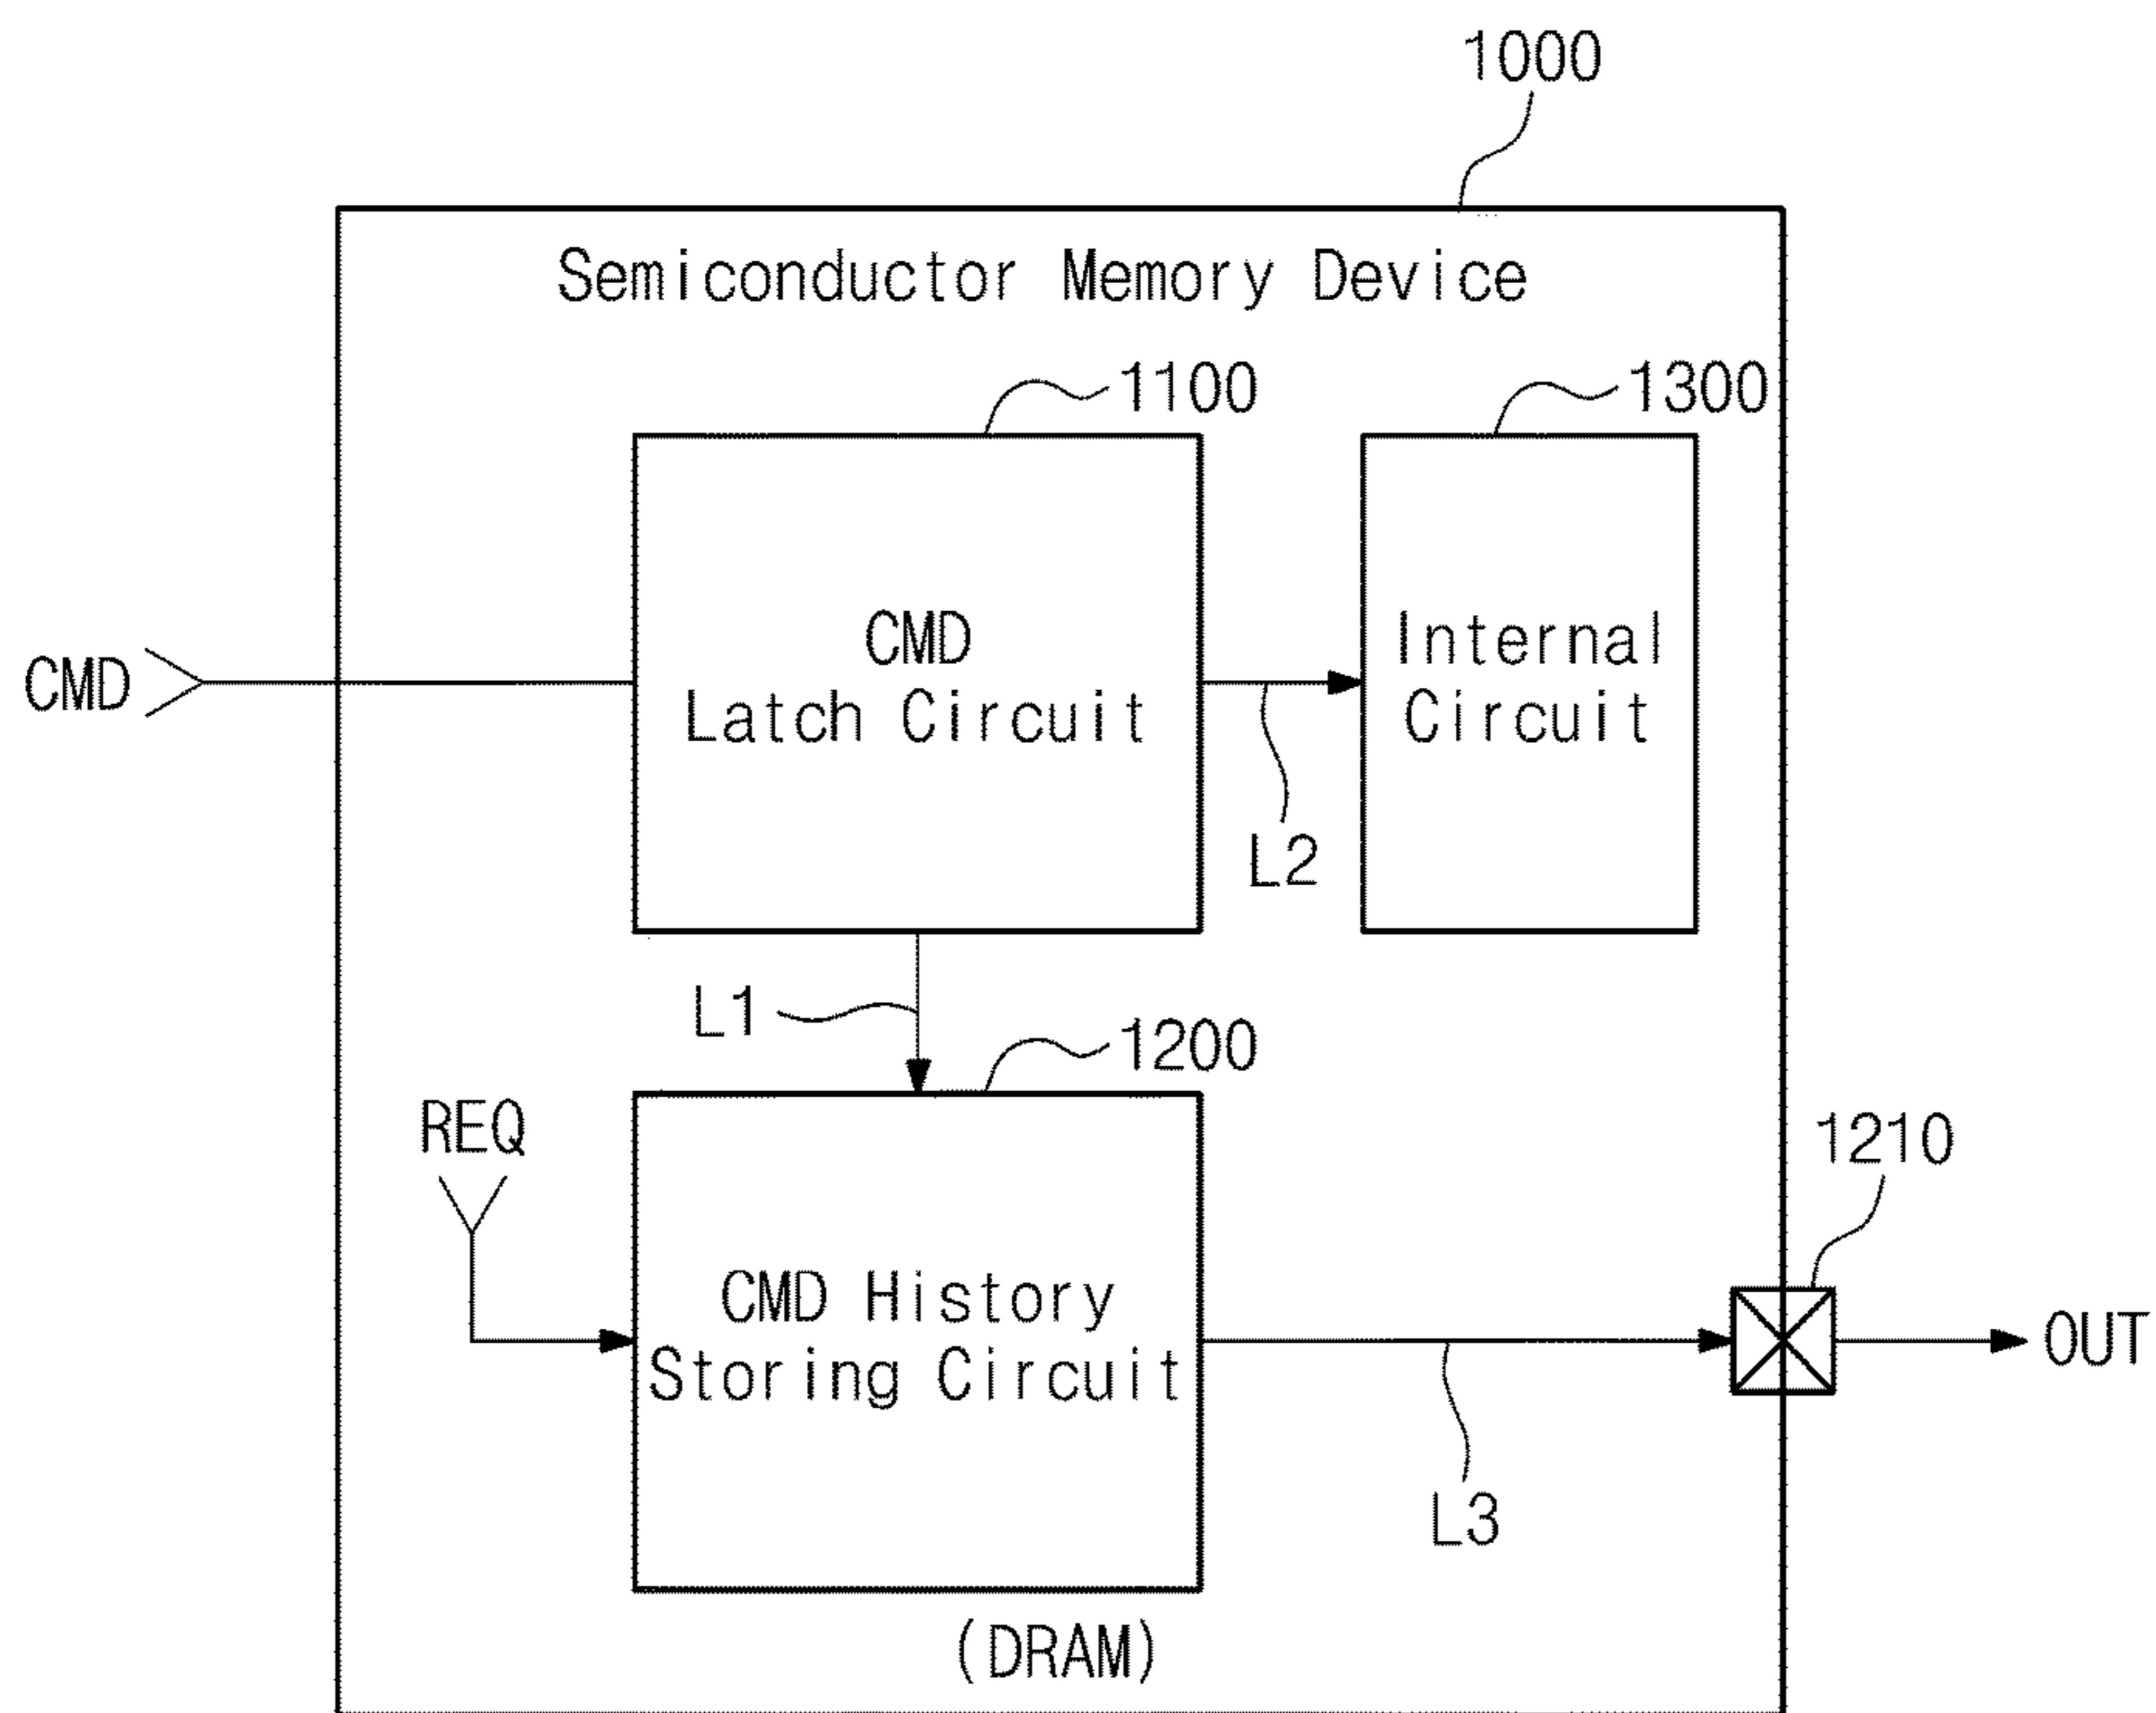 1000
Semiconductor Memory Device
1100
1300
CMD
CMD
Latch Circuit
Internal
Circuit
L2
L1
1200
REQ
1210
CMD History
Storing Circuit
OUT
L3
(DRAM)